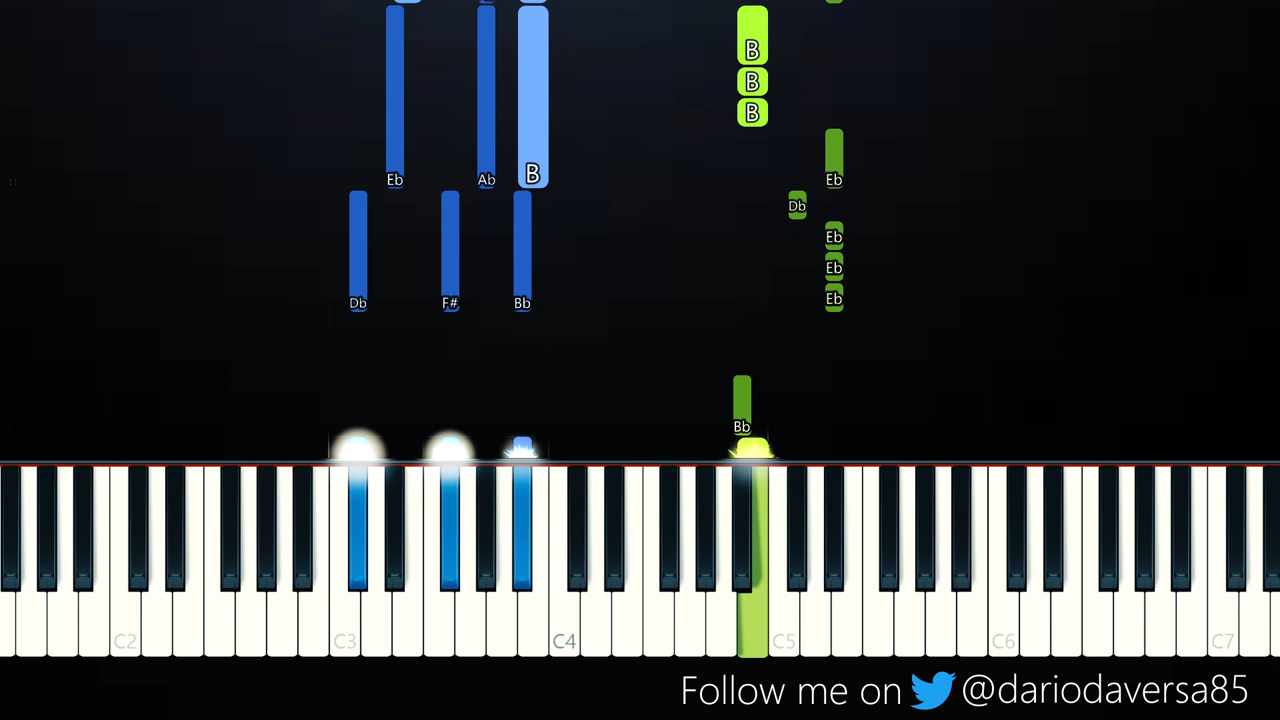 B
B
B
Eb Ab B Eb
Db
Eb
Eb
Db F# Bb Eb
Bb
C2 C3 C4 C5 C6 C7
Follow me on @dariodaversa85